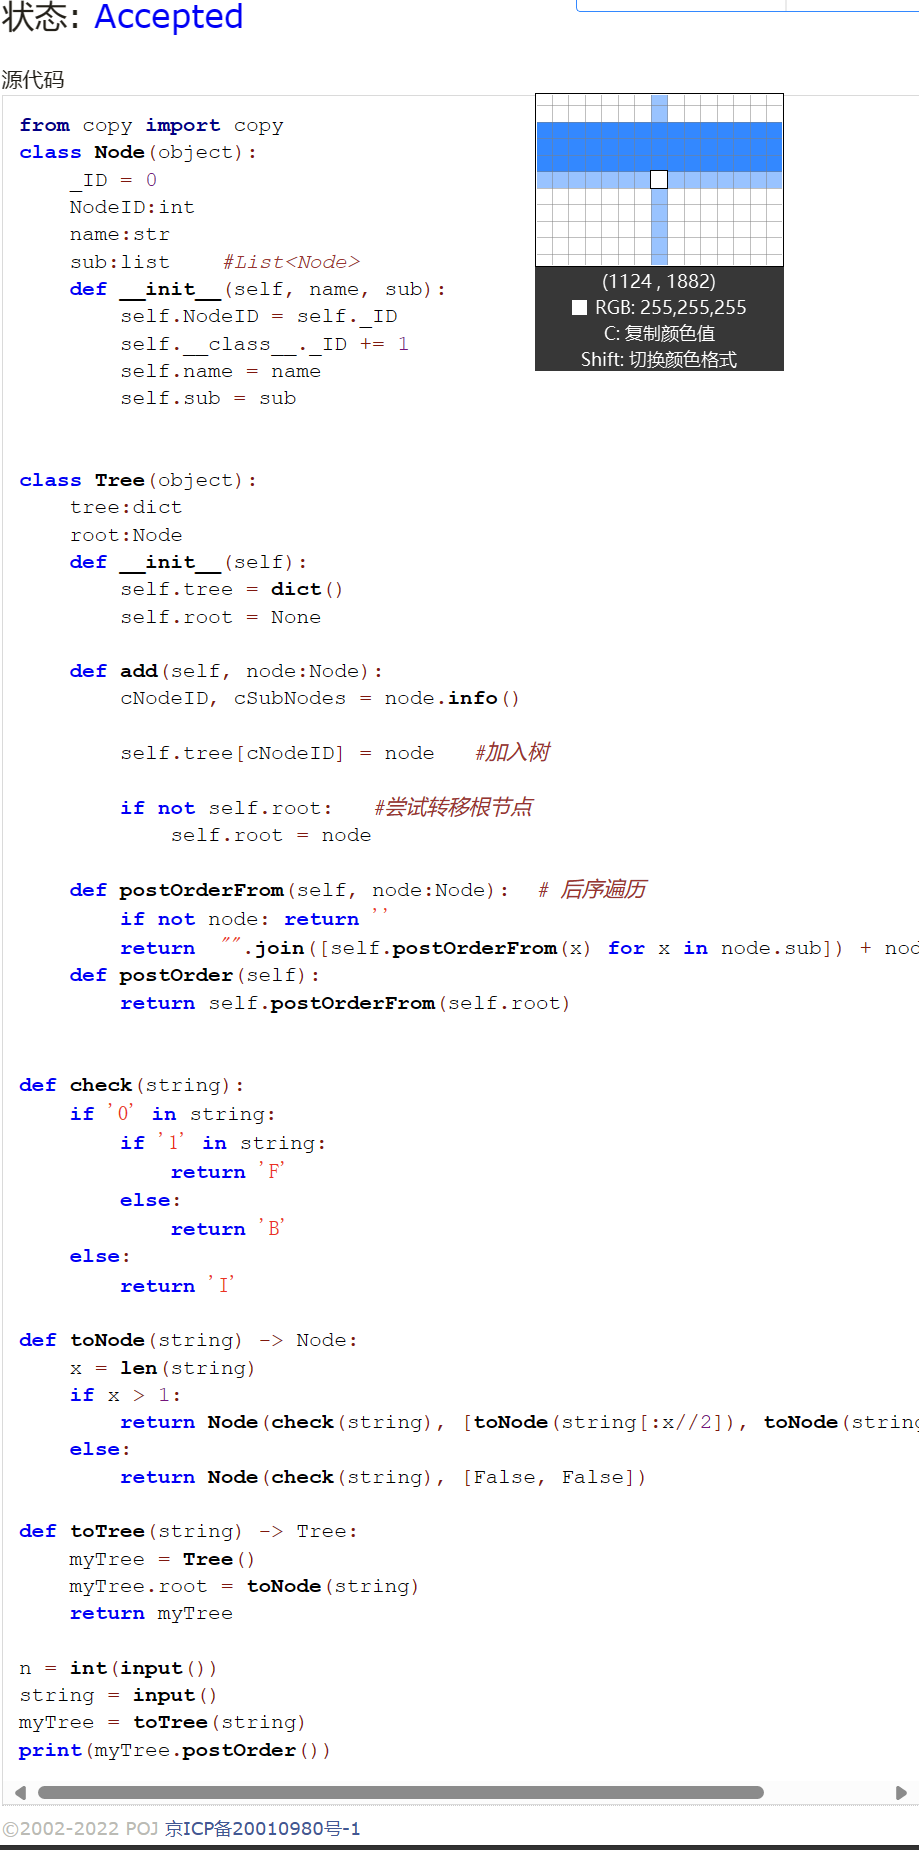 状态: Accepted
源代码
from copy import copy
class Node(object):
    _ID = 0
    NodeID:int
    name:str
    sub:list    #List<Node>
    def __init__(self, name, sub):
        self.NodeID = self._ID
        self.__class__._ID += 1
        self.name = name
        self.sub = sub
class Tree(object):
    tree:dict
    root:Node
    def __init__(self):
        self.tree = dict()
        self.root = None
    def add(self, node:Node):
        cNodeID, cSubNodes = node.info()
        self.tree[cNodeID] = node   #加入树
        if not self.root:   #尝试转移根节点
            self.root = node
    def postOrderFrom(self, node:Node):  # 后序遍历
        if not node: return ''
        return  "".join([self.postOrderFrom(x) for x in node.sub]) + nod
    def postOrder(self):
        return self.postOrderFrom(self.root)
def check(string):
    if '0' in string:
        if '1' in string:
            return 'F'
        else:
            return 'B'
    else:
        return 'I'
def toNode(string) -> Node:
    x = len(string)
    if x > 1:
        return Node(check(string), [toNode(string[:x//2]), toNode(string
    else:
        return Node(check(string), [False, False])
def toTree(string) -> Tree:
    myTree = Tree()
    myTree.root = toNode(string)
    return myTree
n = int(input())
string = input()
myTree = toTree(string)
print(myTree.postOrder())
(1124 , 1882)
RGB: 255,255,255
C: 复制颜色值
Shift: 切换颜色格式
©2002-2022 POJ 京ICP备20010980号-1